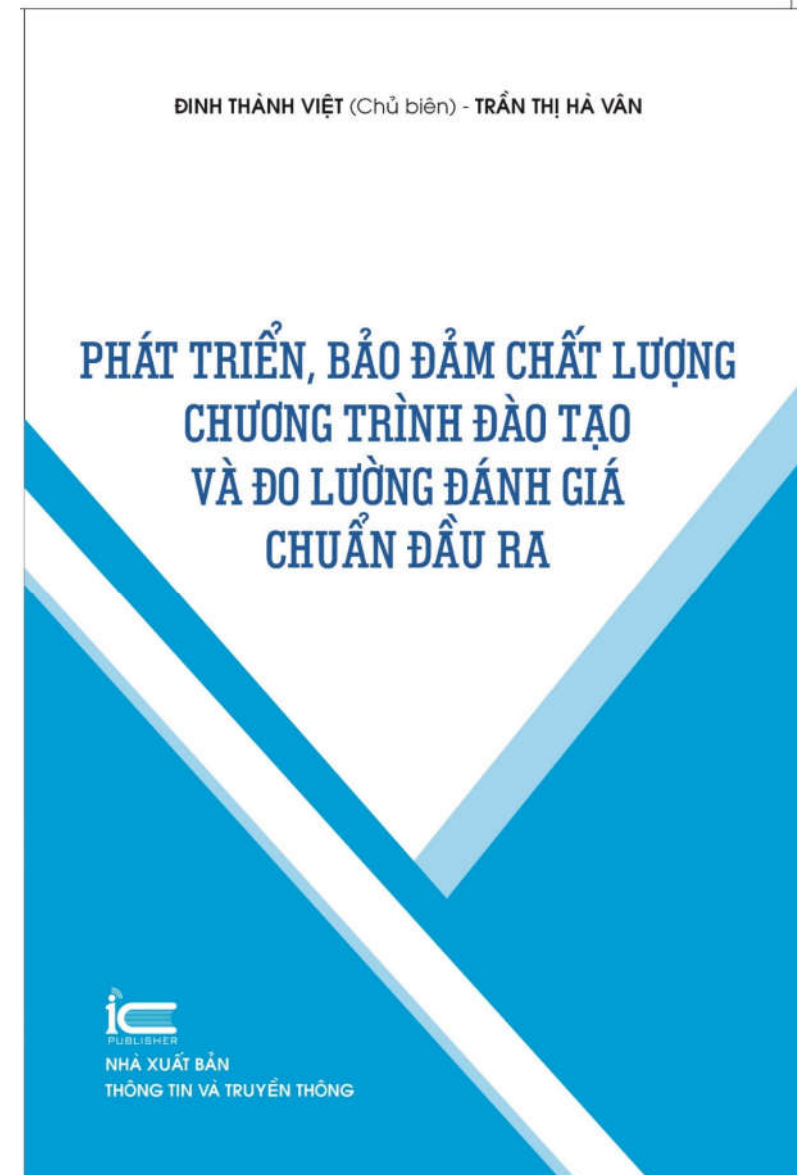 ĐINH THÀNH VIỆT (Chủ biên) - TRẦN THỊ HÀ VÂN
PHÁT TRIỂN, BẢO ĐẢM CHẤT LƯỢNG
CHƯƠNG TRÌNH ĐÀO TẠO
VÀ ĐO LƯỜNG ĐÁNH GIÁ
CHUẨN ĐẦU RA
ic
PUBLISHER
NHÀ XUẤT BẢN
THÔNG TIN VÀ TRUYỀN THÔNG